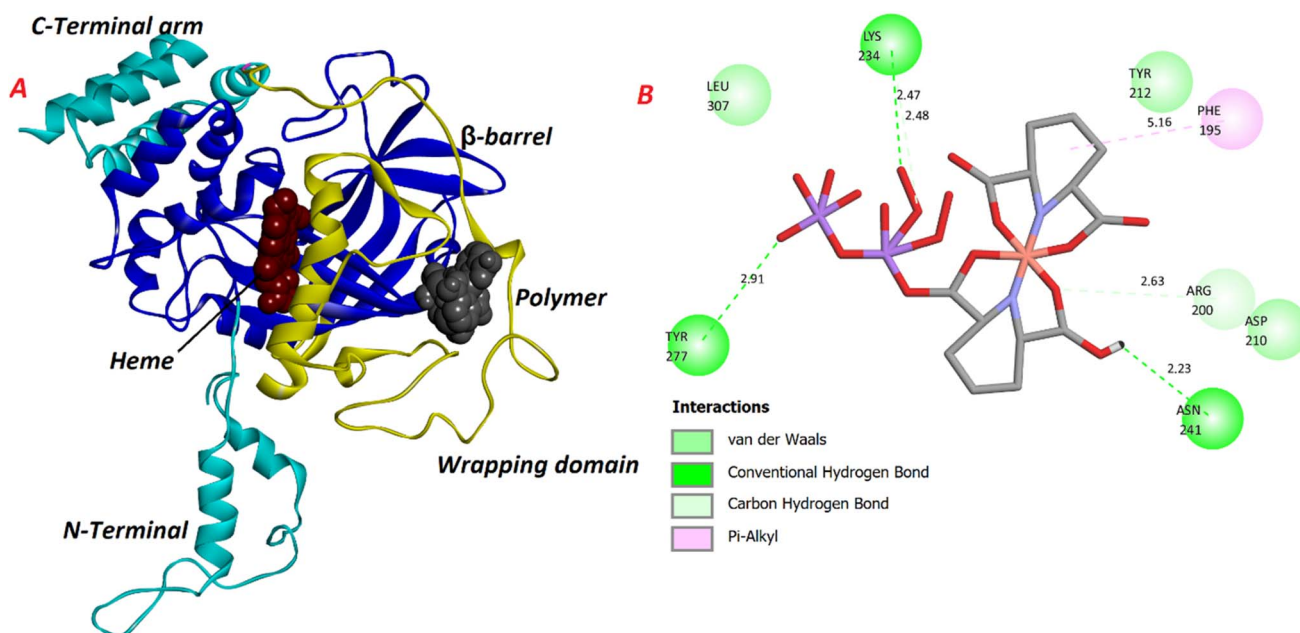 C-Terminal arm
A
β-barrel
Polymer
Heme
Wrapping domain
N-Terminal
B
LYS
234
LEU
307
TYR
212
PHE
195
5.16
2.47
2.48
2.91
TYR
277
2.63
ARG
200
ASP
210
2.23
ASN
241
Interactions
van der Waals
Conventional Hydrogen Bond
Carbon Hydrogen Bond
Pi-Alkyl